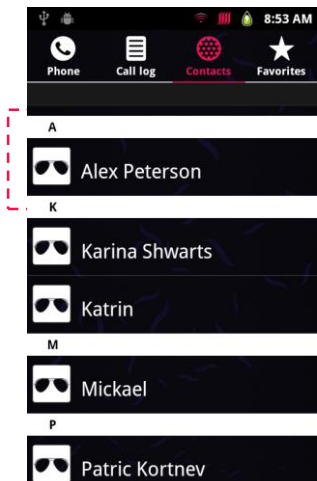 8:53 AM
Phone Call log Contacts Favorites
A
Alex Peterson
K
Karina Shwarts
Katrin
M
Mickael
P
Patric Kortnev